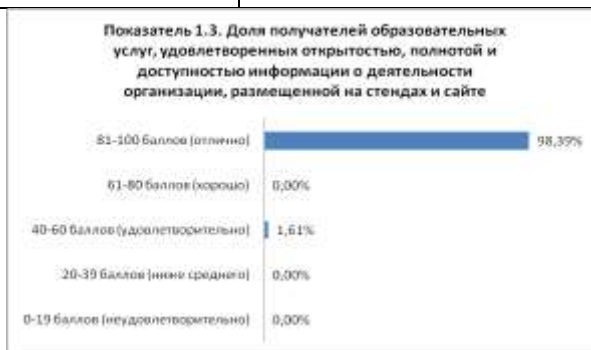 Показатель 1.3. Доля получателей образовательных
услуг, удовлетворенных открытостью, полнотой и
доступностью информации о деятельности
организации, размещенной на стендах и сайте
81-100 баллов (отлично) 98,39%
61-80 баллов (хорошо) 0,00%
40-60 баллов (удовлетворительно) 1,61%
20-39 баллов (ниже среднего) 0,00%
0-19 баллов (неудовлетворительно) 0,00%